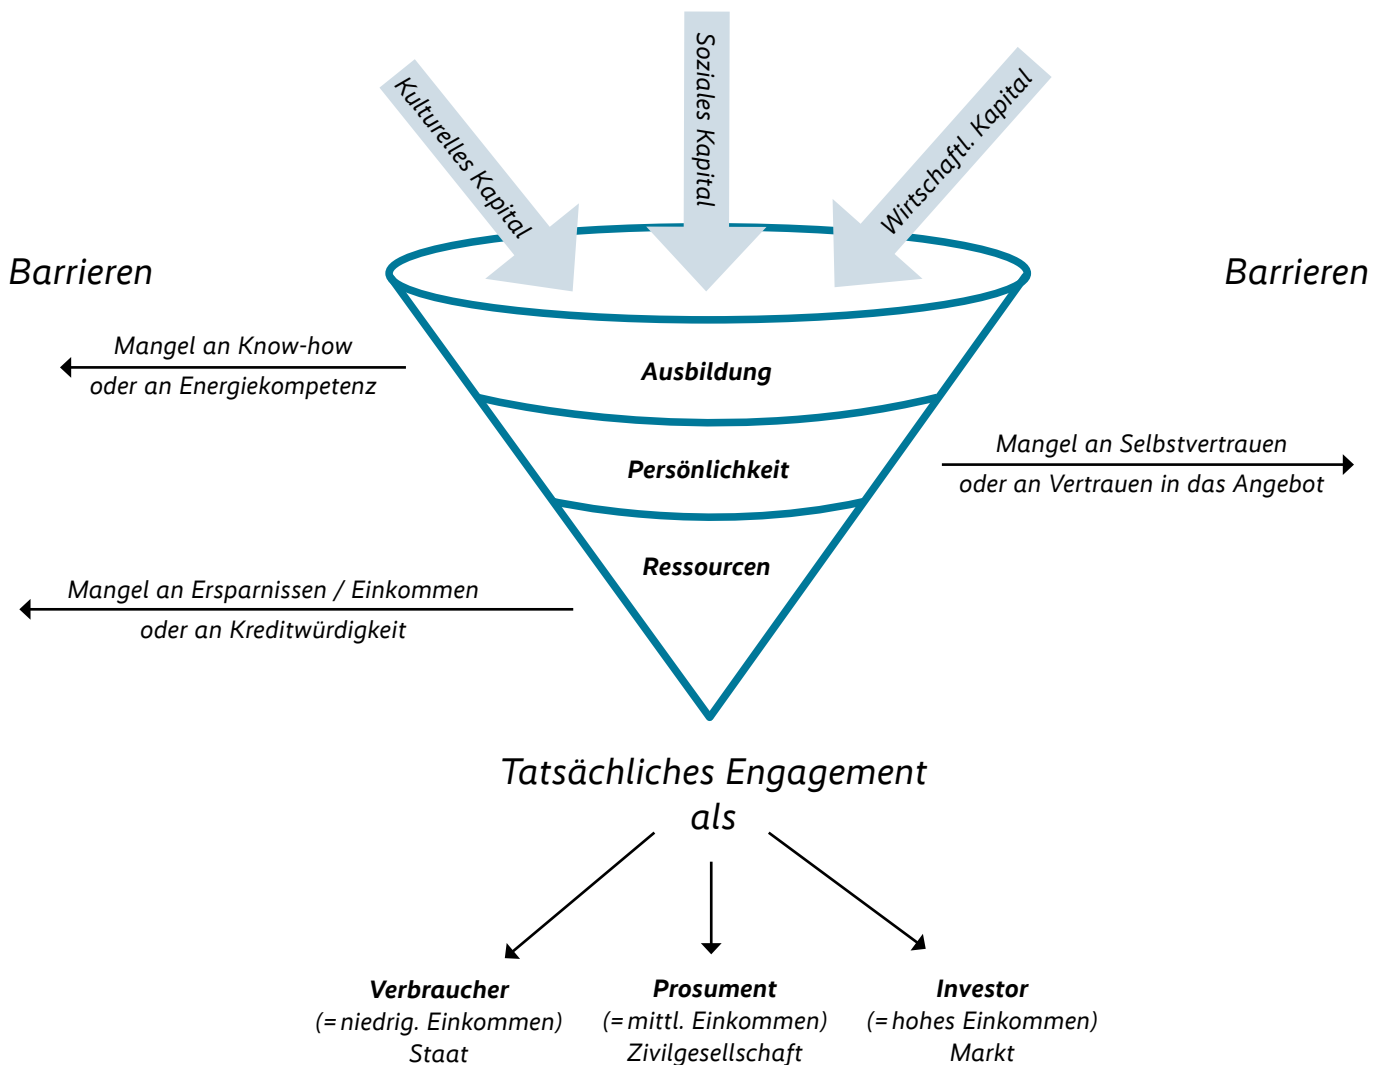 Kulturelles Kapital
Soziales Kapital
Wirtschaftl. Kapital
Barrieren
Barrieren
Mangel an Know-how
oder an Energiekompetenz
Ausbildung
Mangel an Selbstvertrauen
oder an Vertrauen in das Angebot
Persönlichkeit
Ressourcen
Mangel an Ersparnissen / Einkommen
oder an Kreditwürdigkeit
Tatsächliches Engagement
als
Verbraucher
(=niedrig. Einkommen)
Staat
Prosument
(=mittl. Einkommen)
Zivilgesellschaft
Investor
(=hohes Einkommen)
Markt